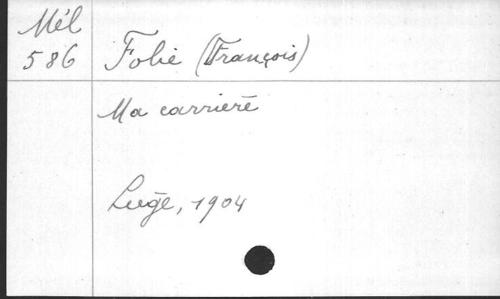 Mél
586
Folie (François)
Ma carrière
Liège, 1904